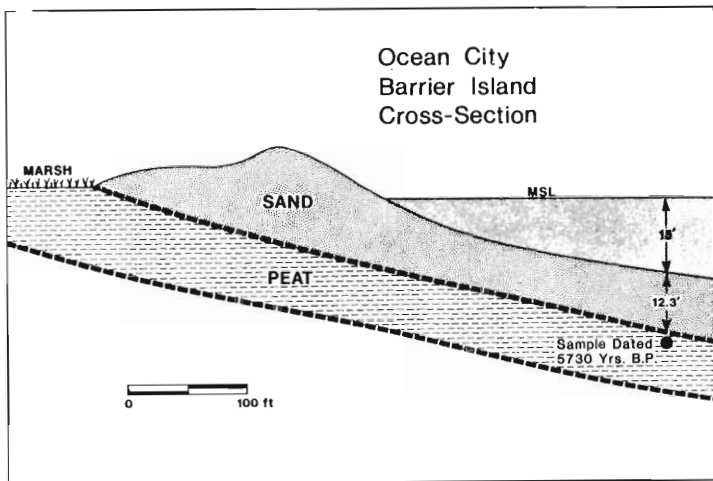 Ocean City
Barrier Island
Cross-Section
MARSH
MSL
SAND
15'
PEAT
12.3'
Sample Dated
5730 Yrs. B.P.
0 100 ft